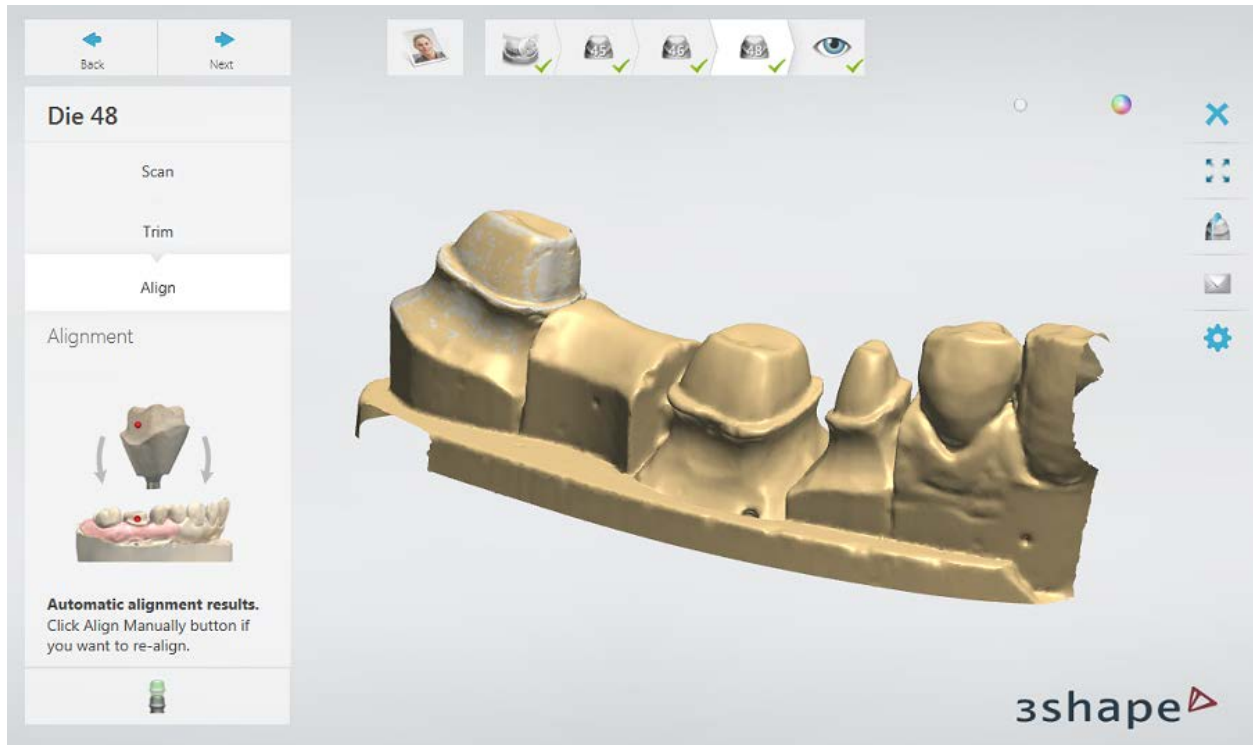 Back
Next
45
46
48
Die 48
Scan
Trim
Align
Alignment
Automatic alignment results.
Click Align Manually button if
you want to re-align.
3shape